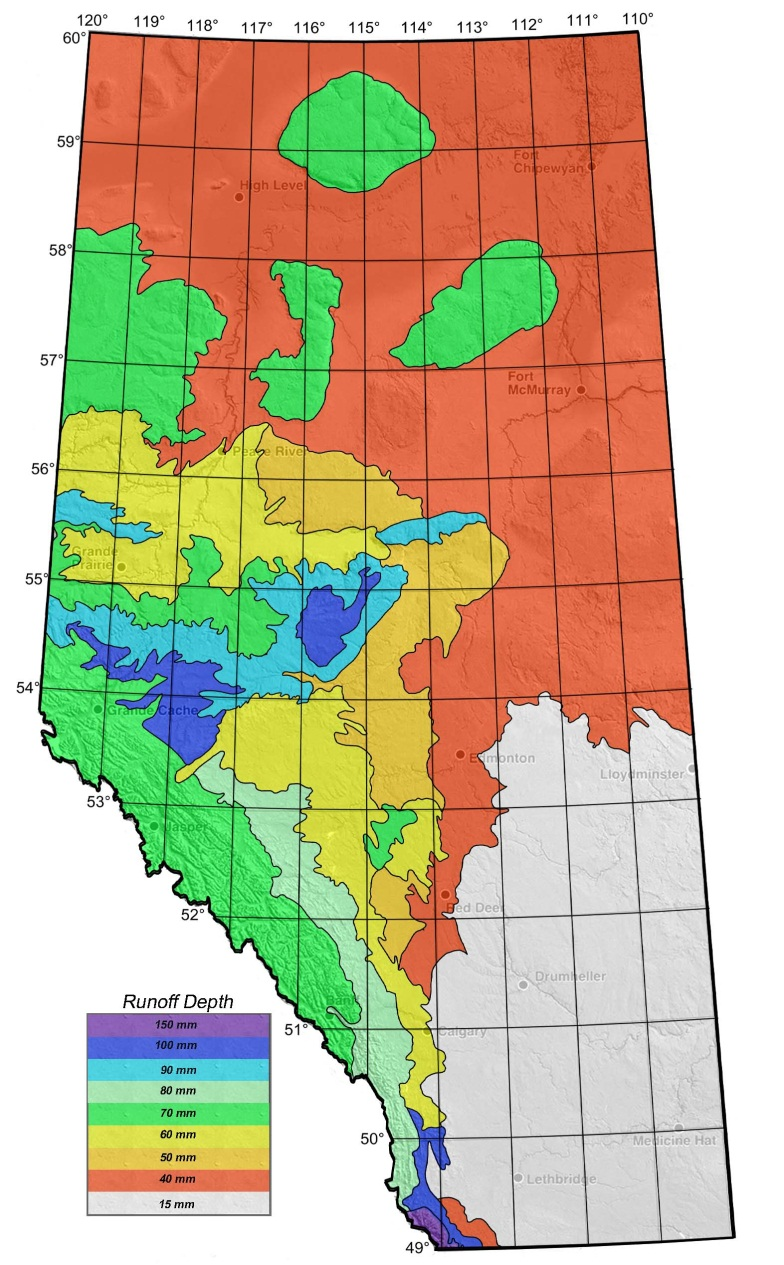 120° 119° 118° 117° 116° 115° 114° 113° 112° 111° 110°
60°
59°
Fort
Chipewyan
High Level
58°
57°
Fort
McMurray
Peace River
56°
Grande
Prairie
55°
54°
Grande Cache
Edmonton
Lloydminster
53°
Jasper
52°
Red Deer
Drumheller
Banff
51°
Calgary
Runoff Depth
150 mm
100 mm
90 mm
80 mm
70 mm
60 mm
50 mm
40 mm
15 mm
50°
Medicine Hat
Lethbridge
49°